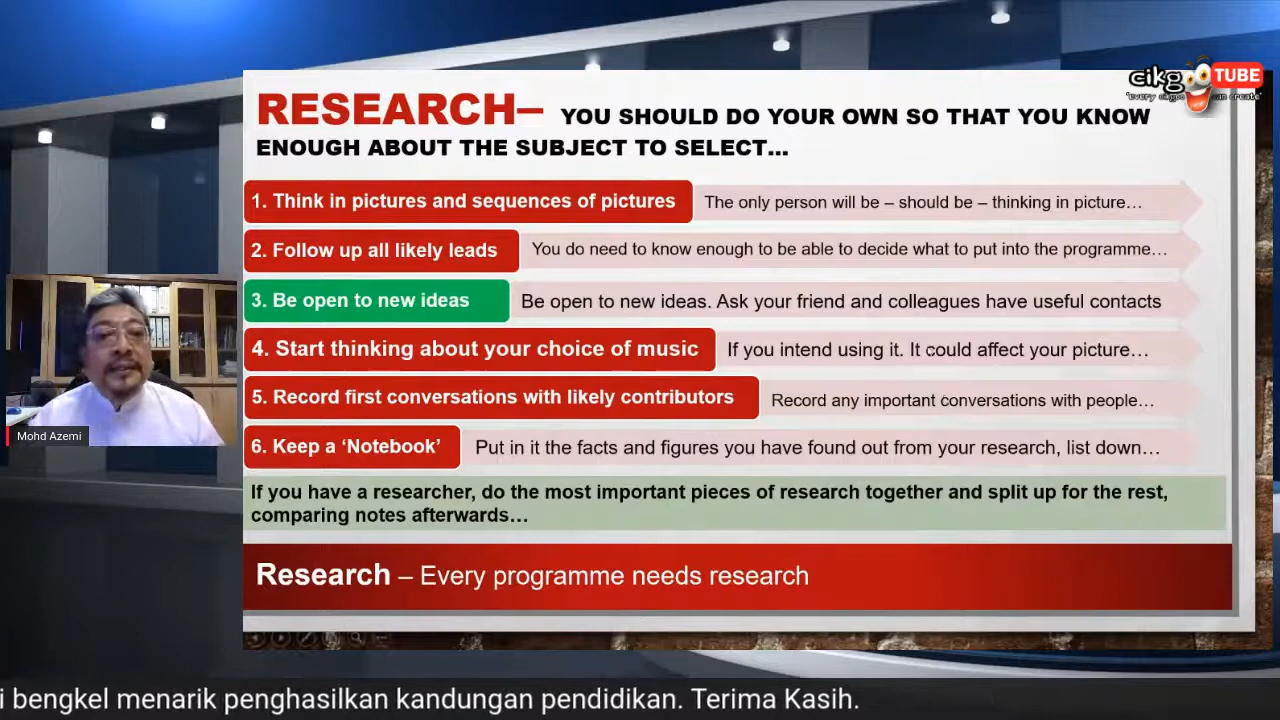 cikgooTUBE
RESEARCH– YOU SHOULD DO YOUR OWN SO THAT YOU KNOW
ENOUGH ABOUT THE SUBJECT TO SELECT...
1. Think in pictures and sequences of pictures The only person will be – should be – thinking in picture…
2. Follow up all likely leads You do need to know enough to be able to decide what to put into the programme…
3. Be open to new ideas Be open to new ideas. Ask your friend and colleagues have useful contacts
4. Start thinking about your choice of music If you intend using it. It could affect your picture…
5. Record first conversations with likely contributors Record any important conversations with people…
6. Keep a ‘Notebook’ Put in it the facts and figures you have found out from your research, list down…
If you have a researcher, do the most important pieces of research together and split up for the rest,
comparing notes afterwards…
Research – Every programme needs research
Mohd Azemi
i bengkel menarik penghasilkan kandungan pendidikan. Terima Kasih.